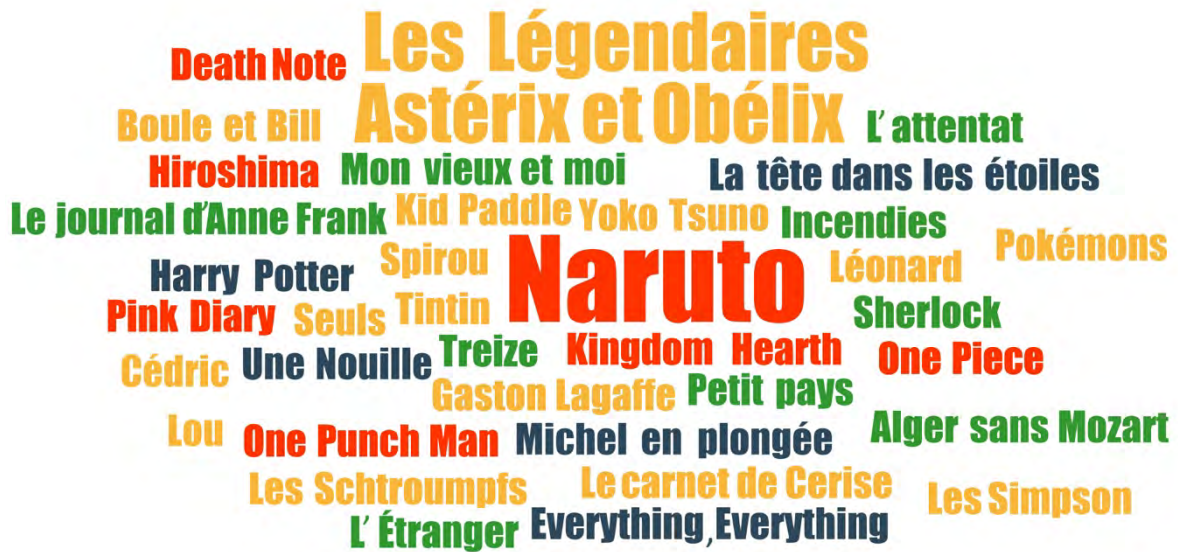 Les Légendaires
Death Note
Astérix et Obélix
Boule et Bill
L'attentat
Hiroshima
Mon vieux et moi
La tête dans les étoiles
Le journal d'Anne Frank
Kid Paddle
Yoko Tsuno
Incendies
Pokémons
Spirou
Naruto
Léonard
Harry Potter
Pink Diary
Seuls
Tintin
Sherlock
Cédric
Une Nouille
Treize
Kingdom Hearth
One Piece
Gaston Lagaffe
Petit pays
Lou
One Punch Man
Michel en plongée
Alger sans Mozart
Les Schtroumpfs
Le carnet de Cerise
Les Simpson
L' Étranger
Everything,Everything